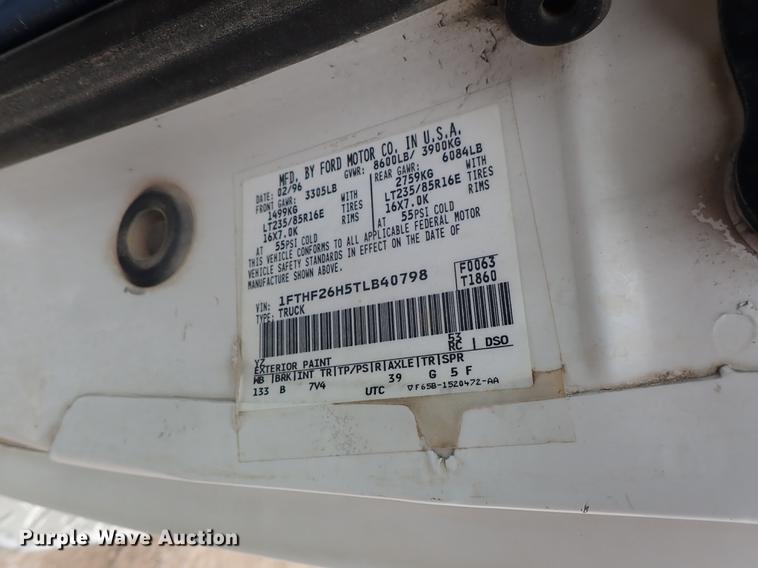 MFD. BY FORD MOTOR CO. IN U.S.A.
DATE: 02/96 GVWR: 8600LB/ 3900KG
FRONT GAWR: 3305LB REAR GAWR: 6084LB
1499KG WITH 2759KG WITH
LT235/85R16E TIRES LT235/85R16E TIRES
16X7.0K RIMS 16X7.0K RIMS
AT 55PSI COLD AT 55PSI COLD
THIS VEHICLE CONFORMS TO ALL APPLICABLE FEDERAL MOTOR
VEHICLE SAFETY STANDARDS IN EFFECT ON THE DATE OF
MANUFACTURE SHOWN ABOVE.
VIN: 1FTHF26H5TLB40798 F0063
TYPE: TRUCK T1860
YZ 53
EXTERIOR PAINT RC | DSO
WB |BRK|INT TR|TP/PS|R|AXLE|TR|SPR
133 B 7V4 39 G 5 F
UTC ▽F65B-1520472-AA
Purple Wave Auction